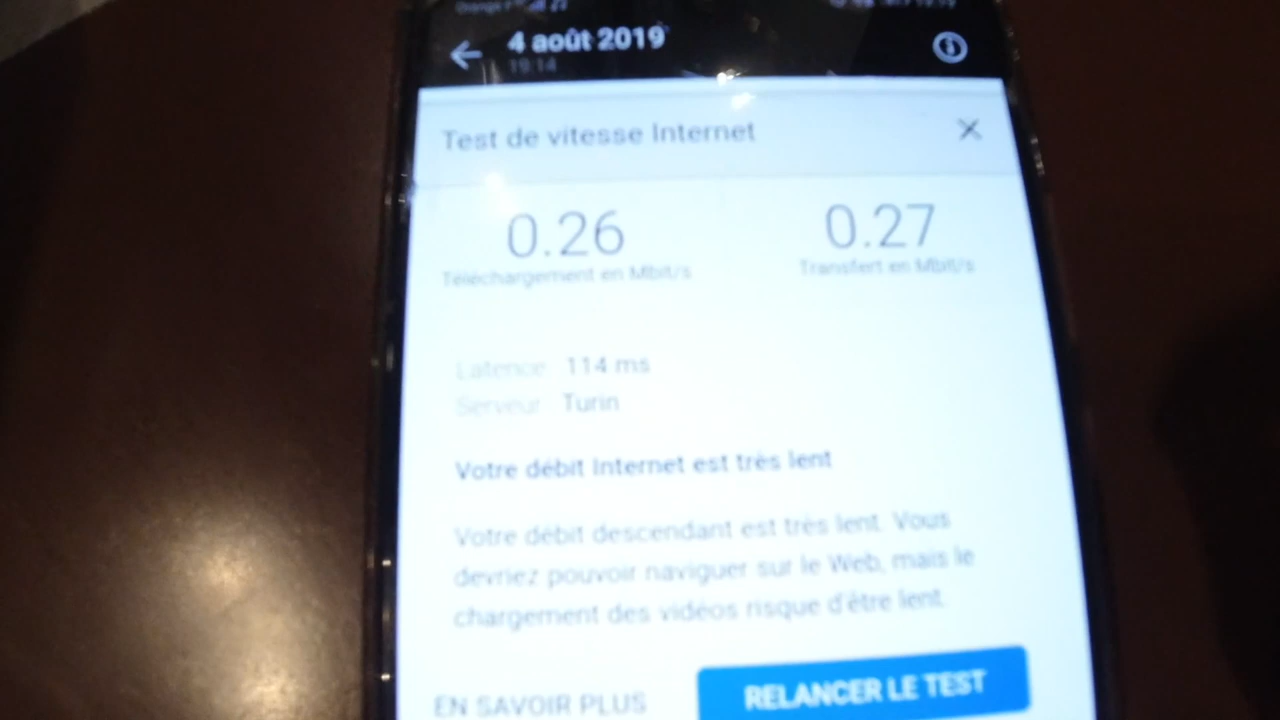 4 août 2019
19:14
Test de vitesse Internet
0.26 0.27
Téléchargement en Mbit/s Transfert en Mbit/s
Latence 114 ms
Serveur Turin
Votre débit Internet est très lent
Votre débit descendant est très lent. Vous
devriez pouvoir naviguer sur le Web, mais le
chargement des vidéos risque d'être lent.
EN SAVOIR PLUS RELANCER LE TEST